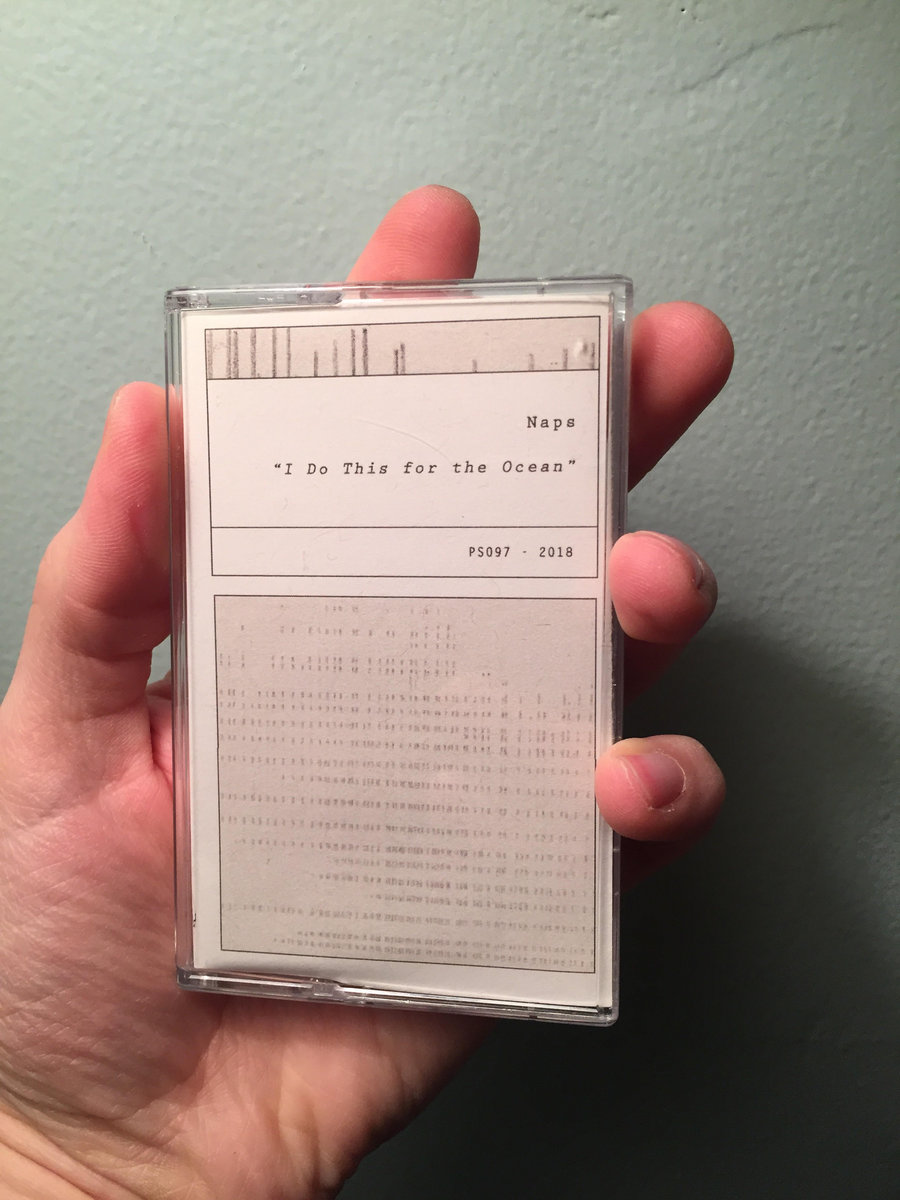 Naps
“I Do This for the Ocean”
PS097 - 2018